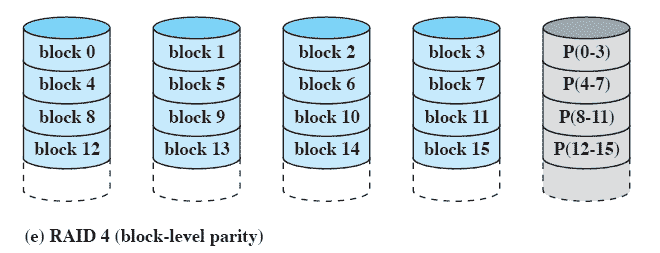 block 0 block 1 block 2 block 3 P(0-3)
block 4 block 5 block 6 block 7 P(4-7)
block 8 block 9 block 10 block 11 P(8-11)
block 12 block 13 block 14 block 15 P(12-15)
(e) RAID 4 (block-level parity)